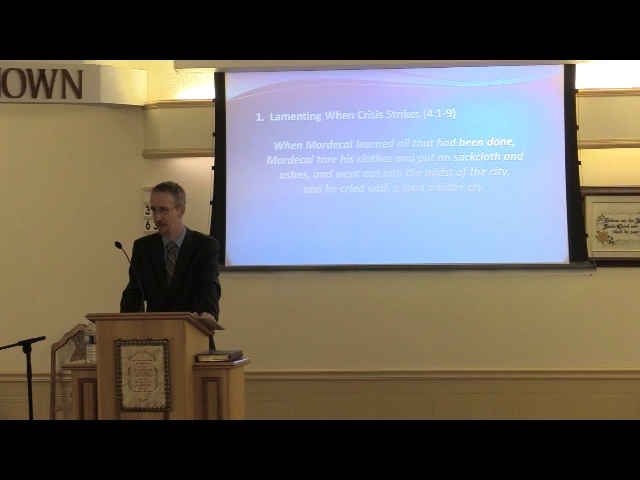 OWN
1. Lamenting When Crisis Strikes (4:1-9)
When Mordecai learned all that had been done,
Mordecai tore his clothes and put on sackcloth and
ashes, and went out into the midst of the city,
and he cried with a loud a bitter cry.
3
6